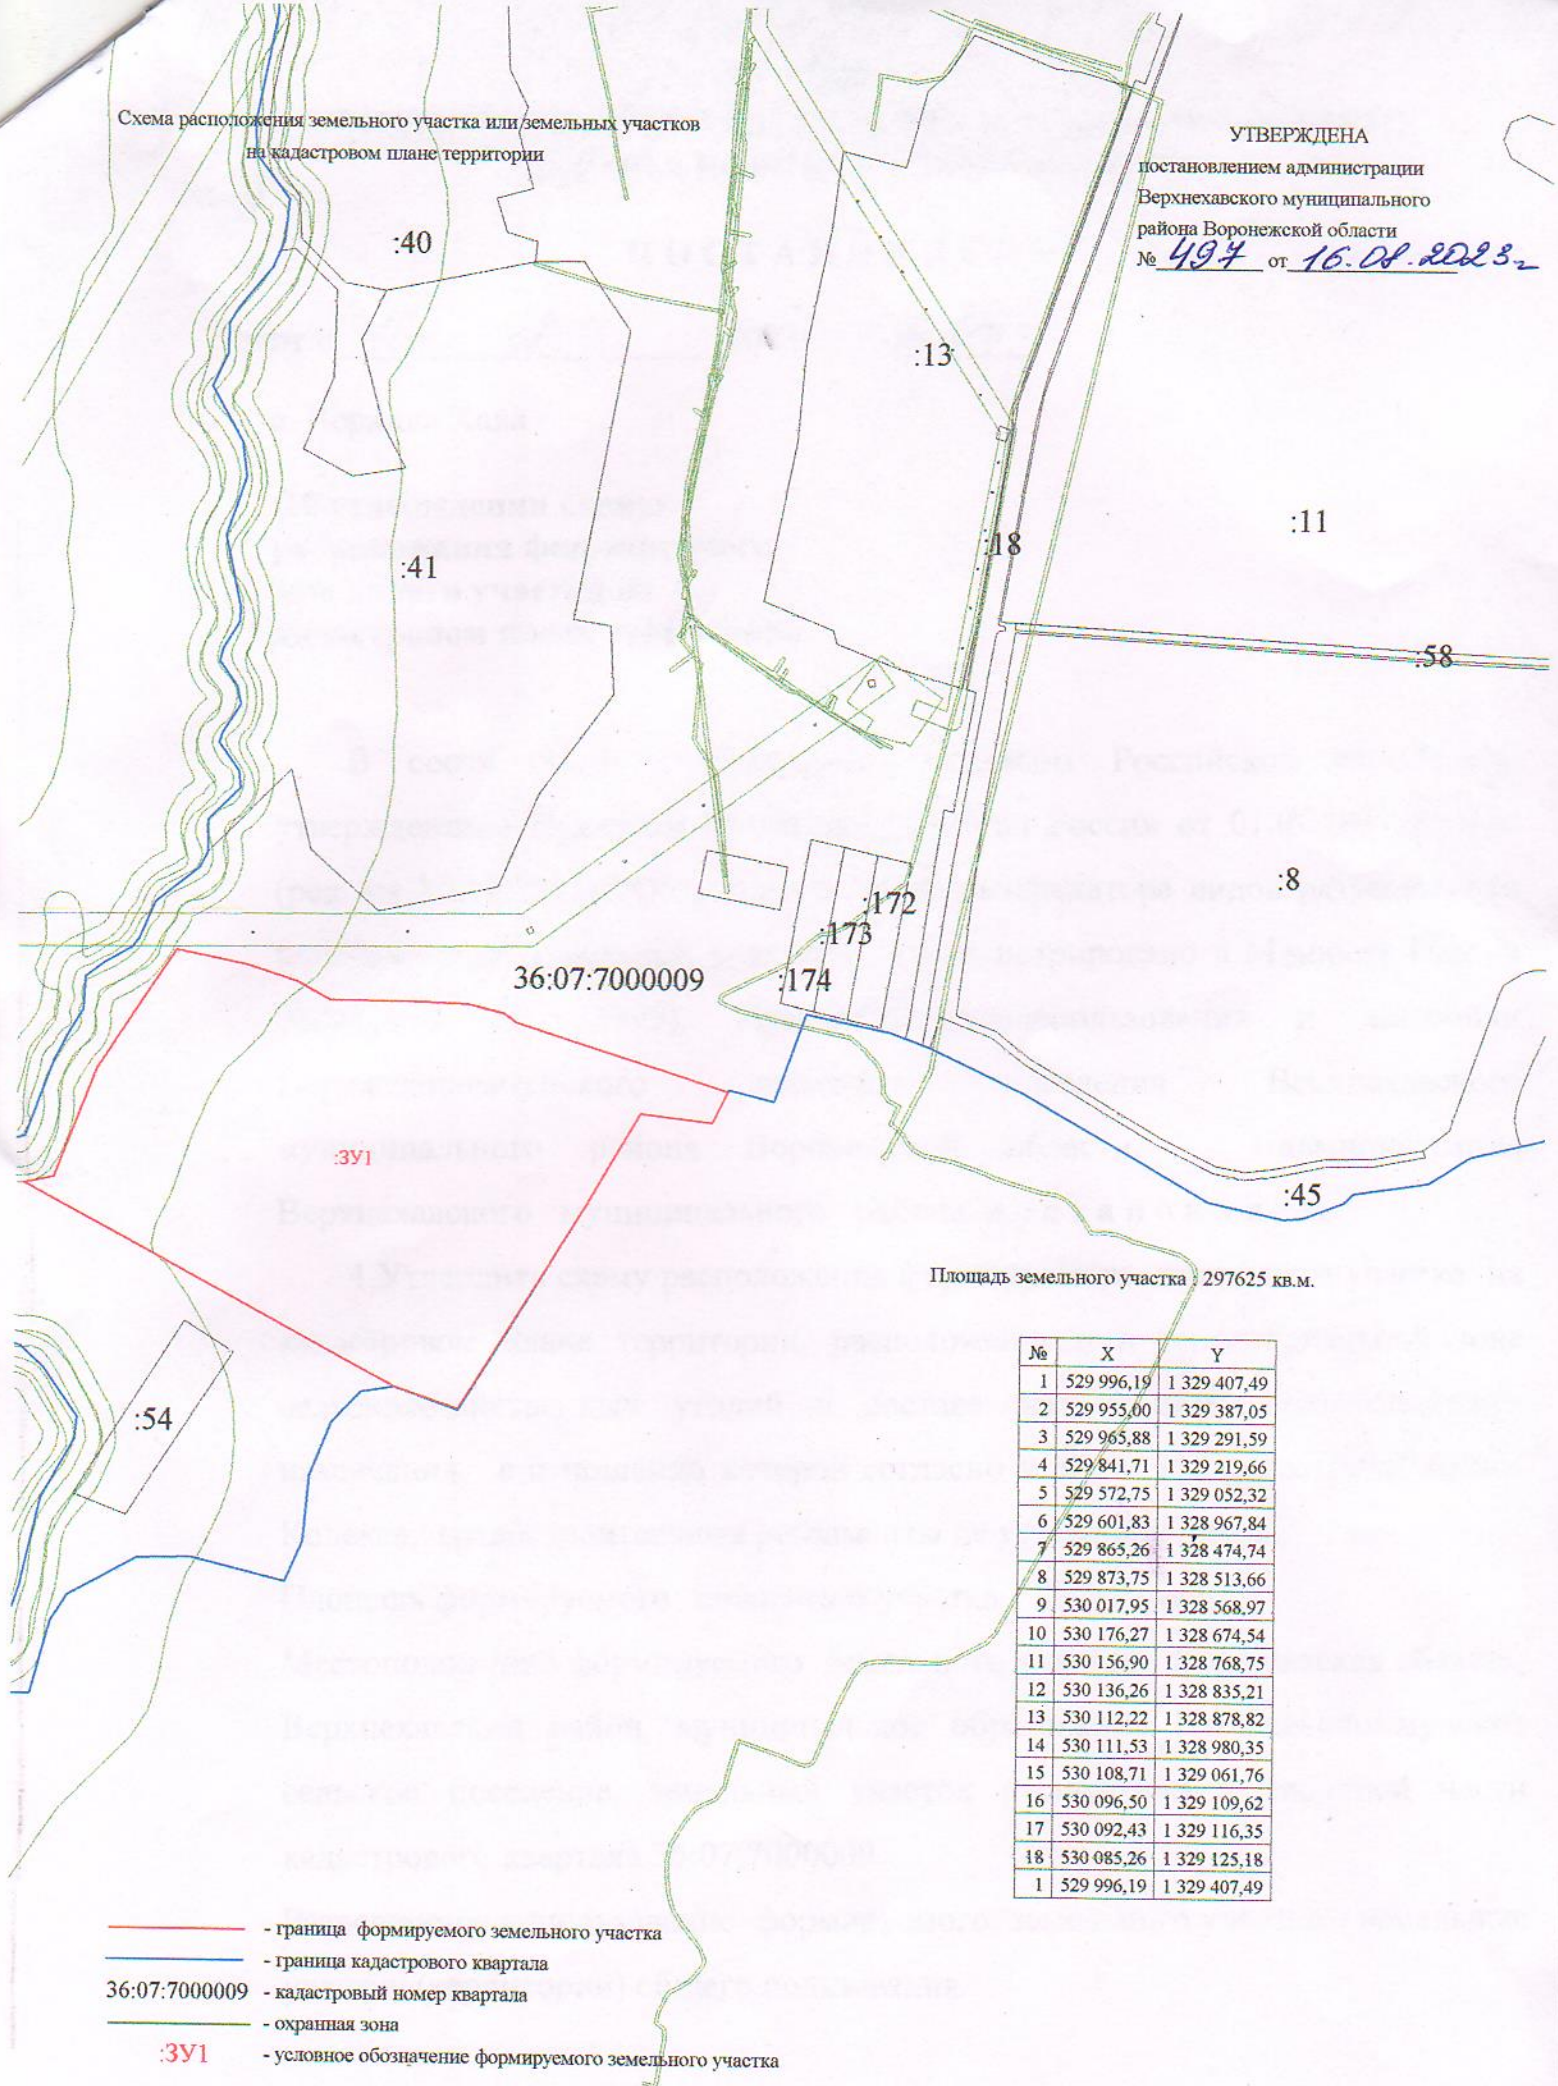 Схема расположения земельного участка или земельных участков
на кадастровом плане территории
УТВЕРЖДЕНА
постановлением администрации
Верхнехавского муниципального
района Воронежской области
№ 497 от 16.08.2023г
:40
:13
:11
:18
:41
:58
:8
:172
:173
36:07:7000009
:174
:ЗУ1
:45
Площадь земельного участка : 297625 кв.м.
№ X Y
1 529 996,19 1 329 407,49
2 529 955,00 1 329 387,05
3 529 965,88 1 329 291,59
4 529 841,71 1 329 219,66
5 529 572,75 1 329 052,32
6 529 601,83 1 328 967,84
7 529 865,26 1 328 474,74
8 529 873,75 1 328 513,66
9 530 017,95 1 328 568,97
10 530 176,27 1 328 674,54
11 530 156,90 1 328 768,75
12 530 136,26 1 328 835,21
13 530 112,22 1 328 878,82
14 530 111,53 1 328 980,35
15 530 108,71 1 329 061,76
16 530 096,50 1 329 109,62
17 530 092,43 1 329 116,35
18 530 085,26 1 329 125,18
1 529 996,19 1 329 407,49
:54
- граница формируемого земельного участка
- граница кадастрового квартала
36:07:7000009 - кадастровый номер квартала
- охранная зона
:ЗУ1 - условное обозначение формируемого земельного участка